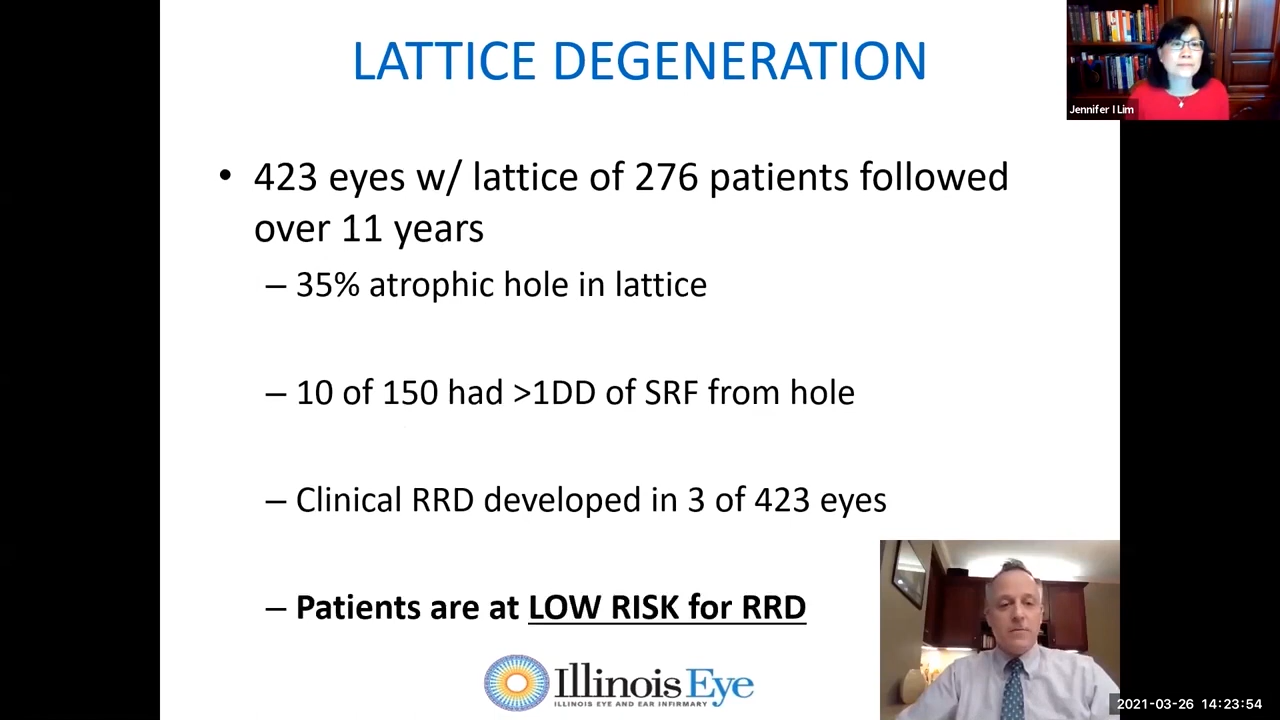 LATTICE DEGENERATION
Jennifer I Lim
• 423 eyes w/ lattice of 276 patients followed
over 11 years
– 35% atrophic hole in lattice
– 10 of 150 had >1DD of SRF from hole
– Clinical RRD developed in 3 of 423 eyes
– Patients are at LOW RISK for RRD
Illinois Eye
ILLINOIS EYE AND EAR INFIRMARY
2021-03-26 14:23:54